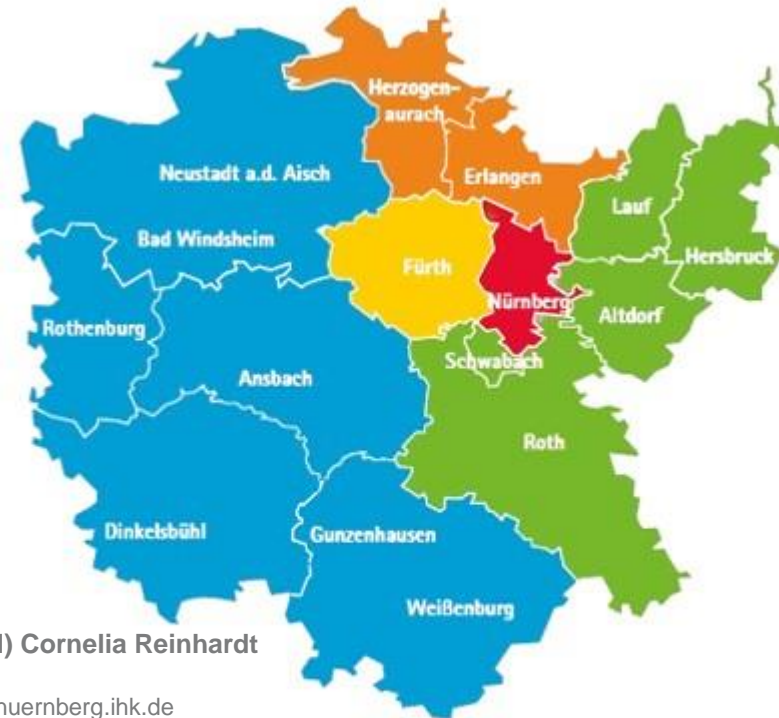 Herzogen-
aurach
Neustadt a.d. Aisch
Erlangen
Lauf
Bad Windsheim
Fürth
Hersbruck
Nürnberg
Altdorf
Rothenburg
Schwabach
Ansbach
Roth
Dinkelsbühl
Gunzenhausen
Weißenburg
) Cornelia Reinhardt
nuernberg.ihk.de